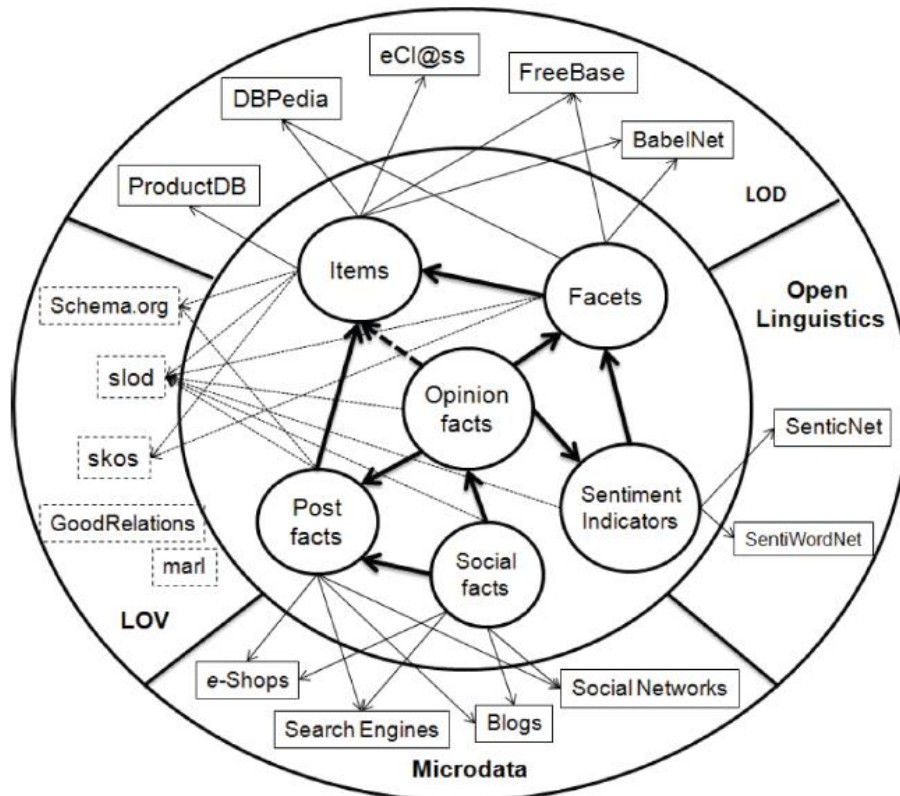 eCl@ss
FreeBase
DBPedia
BabelNet
ProductDB
LOD
Items
Facets
Schema.org
Open
Linguistics
slod
Opinion
facts
SenticNet
skos
Sentiment
Indicators
Post
facts
GoodRelations
SentiWordNet
marl
Social
facts
LOV
e-Shops
Social Networks
Search Engines
Blogs
Microdata